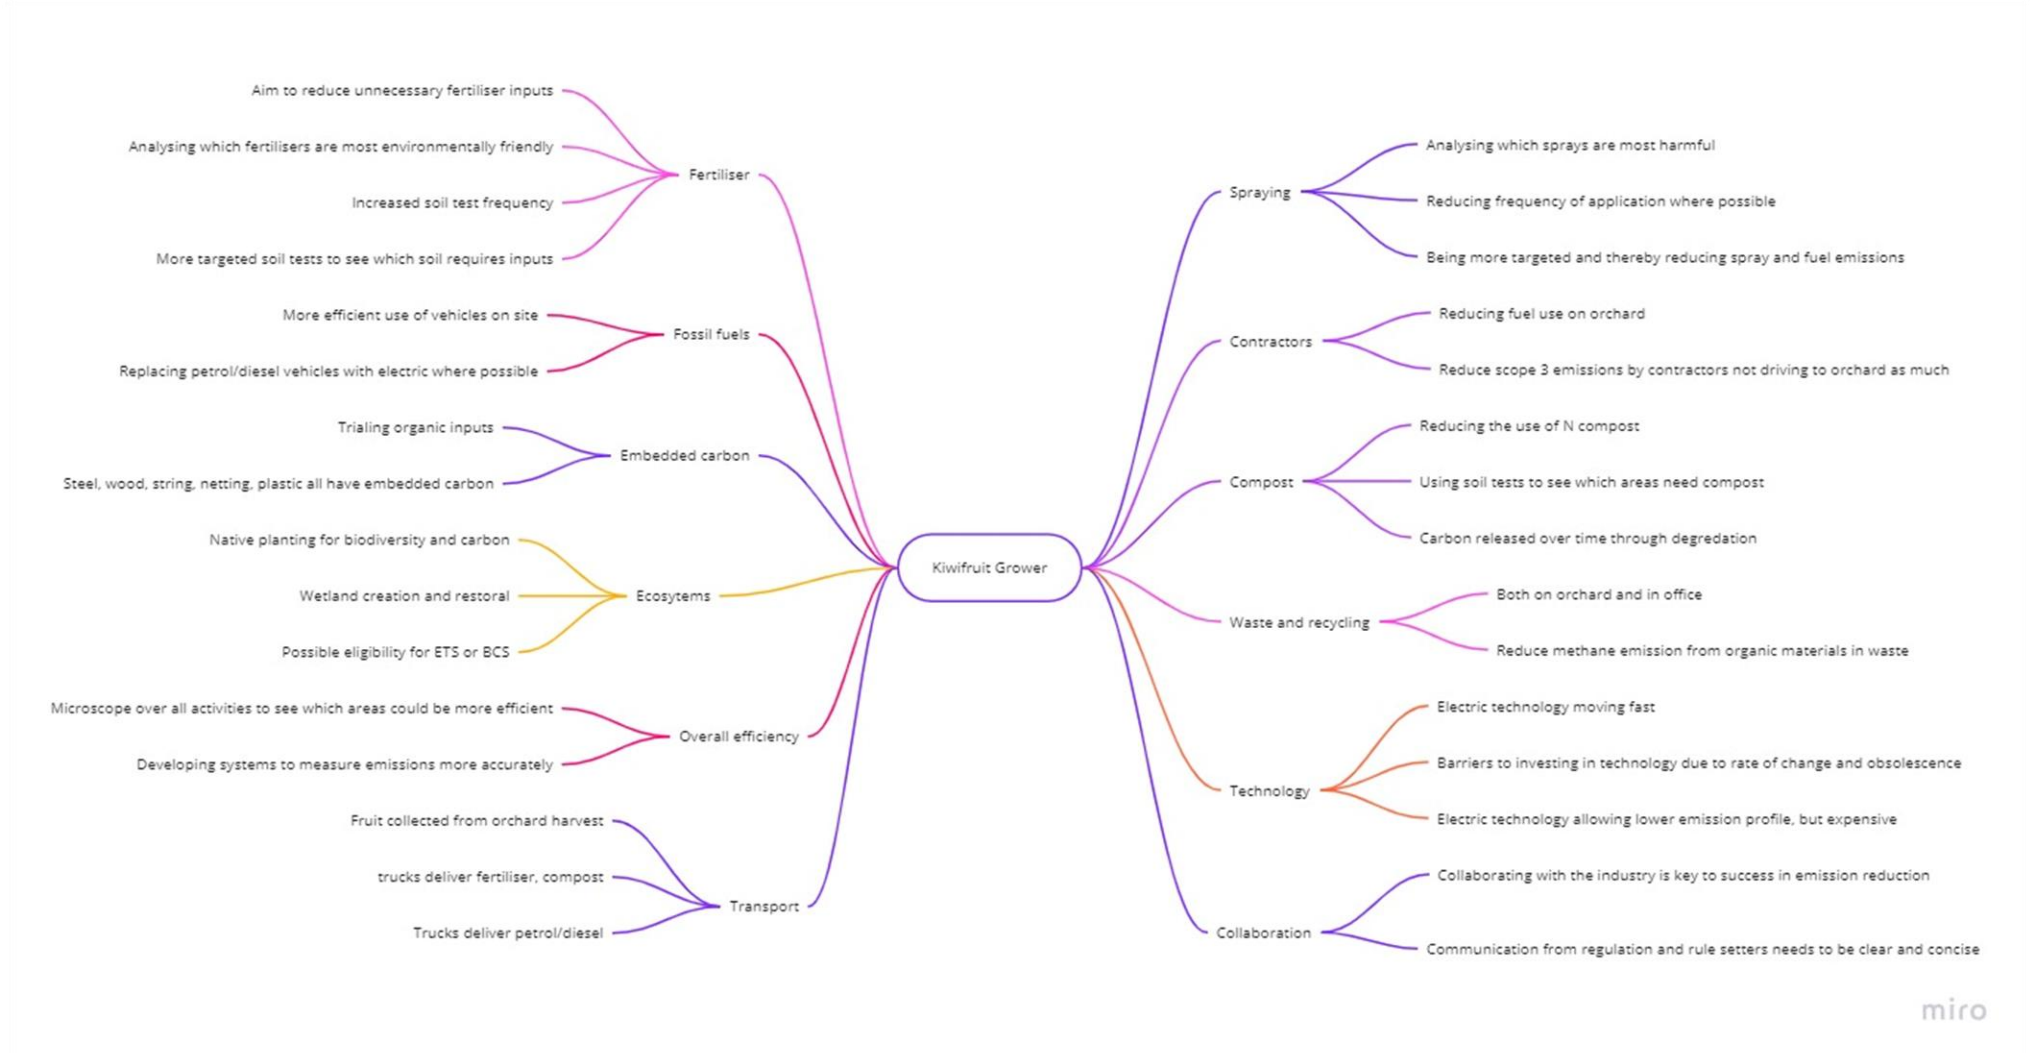 Aim to reduce unnecessary fertiliser inputs
Analysing which fertilisers are most environmentally friendly
Increased soil test frequency
More targeted soil tests to see which soil requires inputs
Fertiliser
More efficient use of vehicles on site
Replacing petrol/diesel vehicles with electric where possible
Fossil fuels
Trialing organic inputs
Steel, wood, string, netting, plastic all have embedded carbon
Embedded carbon
Native planting for biodiversity and carbon
Wetland creation and restoral
Possible eligibility for ETS or BCS
Ecosytems
Microscope over all activities to see which areas could be more efficient
Developing systems to measure emissions more accurately
Overall efficiency
Fruit collected from orchard harvest
trucks deliver fertiliser, compost
Trucks deliver petrol/diesel
Transport
Kiwifruit Grower
Spraying
Analysing which sprays are most harmful
Reducing frequency of application where possible
Being more targeted and thereby reducing spray and fuel emissions
Contractors
Reducing fuel use on orchard
Reduce scope 3 emissions by contractors not driving to orchard as much
Compost
Reducing the use of N compost
Using soil tests to see which areas need compost
Carbon released over time through degredation
Waste and recycling
Both on orchard and in office
Reduce methane emission from organic materials in waste
Technology
Electric technology moving fast
Barriers to investing in technology due to rate of change and obsolescence
Electric technology allowing lower emission profile, but expensive
Collaboration
Collaborating with the industry is key to success in emission reduction
Communication from regulation and rule setters needs to be clear and concise
miro